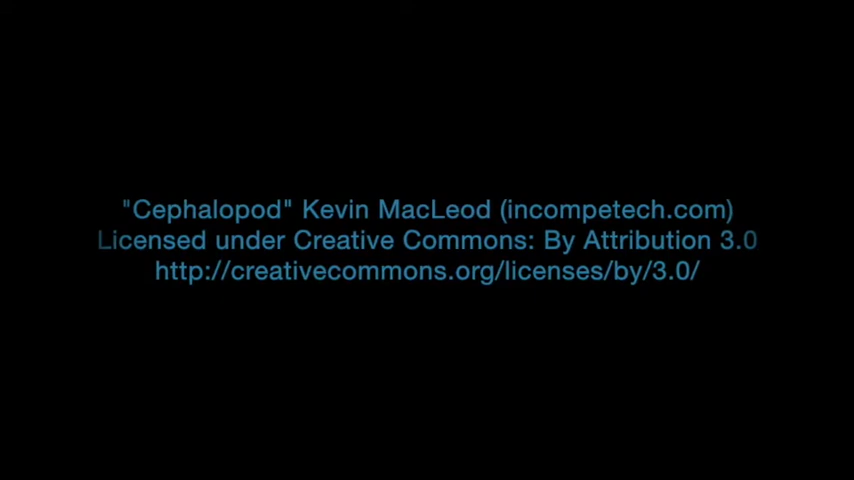 "Cephalopod" Kevin MacLeod (incompetech.com)
Licensed under Creative Commons: By Attribution 3.0
http://creativecommons.org/licenses/by/3.0/